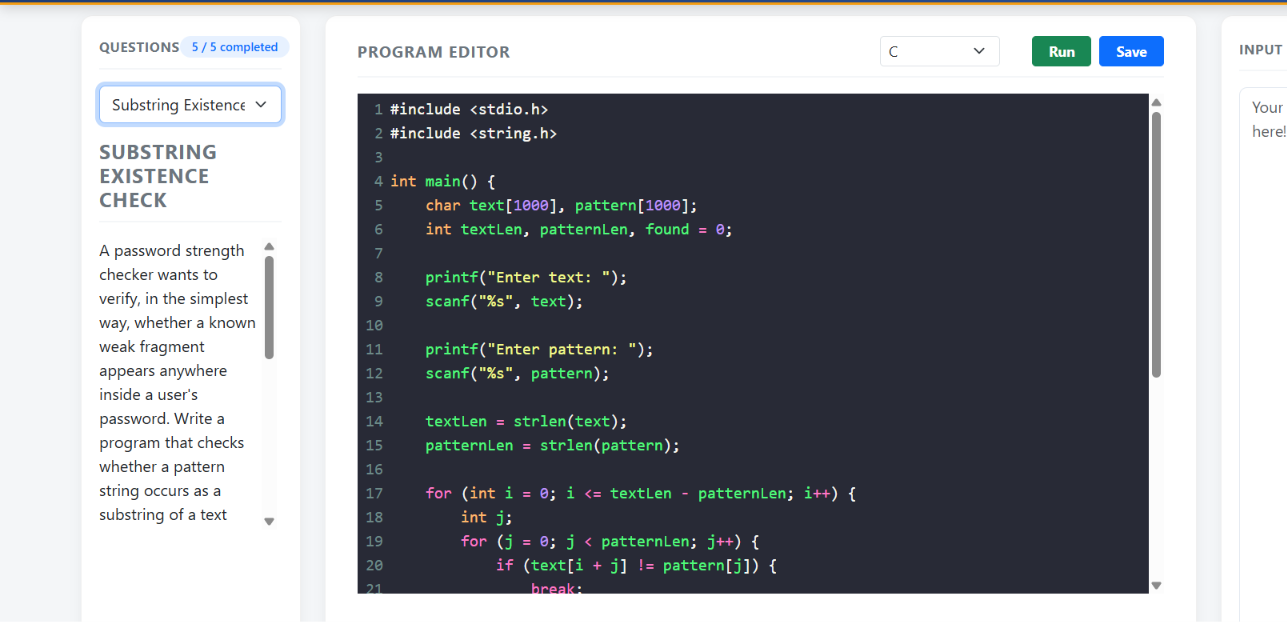 QUESTIONS 5 / 5 completed
Substring Existence
SUBSTRING
EXISTENCE
CHECK
A password strength
checker wants to
verify, in the simplest
way, whether a known
weak fragment
appears anywhere
inside a user's
password. Write a
program that checks
whether a pattern
string occurs as a
substring of a text
PROGRAM EDITOR
C
Run
Save
1 #include <stdio.h>
2 #include <string.h>
3
4 int main() {
5     char text[1000], pattern[1000];
6     int textLen, patternLen, found = 0;
7
8     printf("Enter text: ");
9     scanf("%s", text);
10
11     printf("Enter pattern: ");
12     scanf("%s", pattern);
13
14     textLen = strlen(text);
15     patternLen = strlen(pattern);
16
17     for (int i = 0; i <= textLen - patternLen; i++) {
18         int j;
19         for (j = 0; j < patternLen; j++) {
20             if (text[i + j] != pattern[j]) {
21                 break;
INPUT
Your
here!